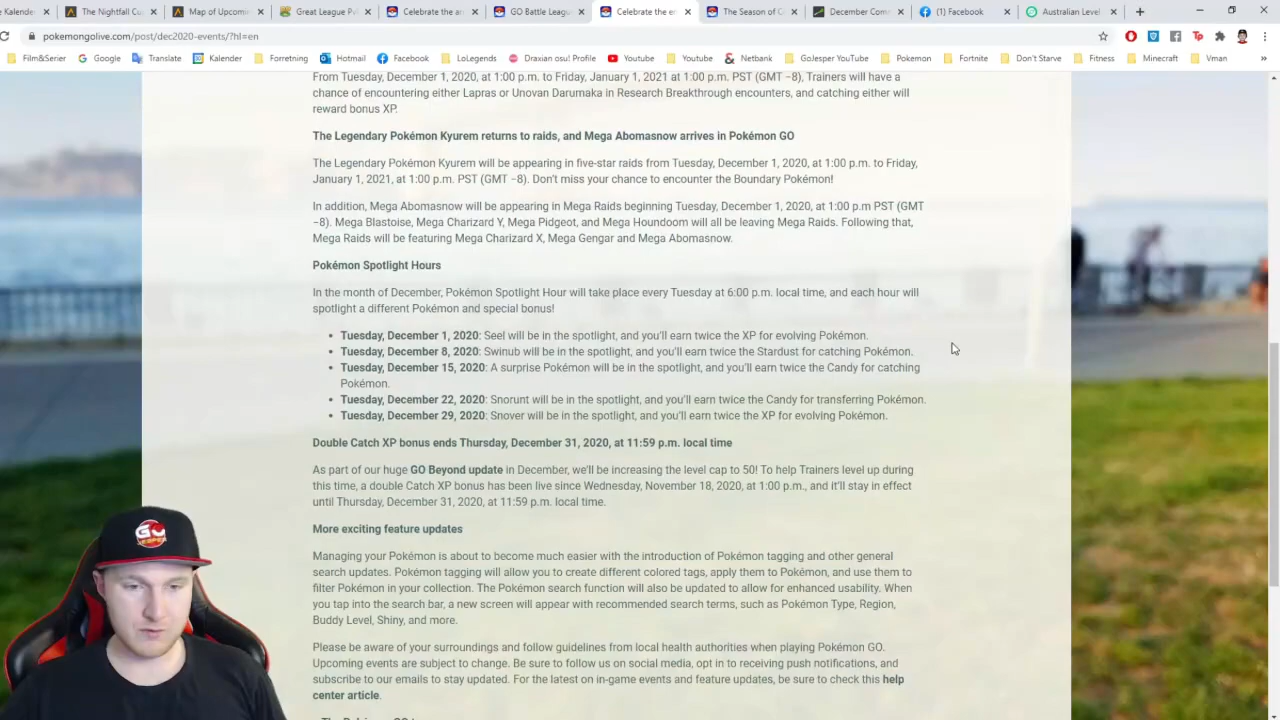 Kalender
The Nightfall Cu
Map of Upcomin
Great League Pv
Celebrate the an
GO Battle Leagu
Celebrate the en
The Season of C
December Com
(1) Facebook
Australian Level
pokemongolive.com/post/dec2020-events/?hl=en
Film&Serier
Google
Translate
Kalender
Forretning
Hotmail
Facebook
LoLegends
Draxian osu! Profile
Youtube
Youtube
Netbank
GoJesper YouTube
Pokemon
Fortnite
Don't Starve
Fitness
Minecraft
Vman
From Tuesday, December 1, 2020, at 1:00 p.m. to Friday, January 1, 2021 at 1:00 p.m. PST (GMT −8), Trainers will have a
chance of encountering either Lapras or Unovan Darumaka in Research Breakthrough encounters, and catching either will
reward bonus XP.
The Legendary Pokémon Kyurem returns to raids, and Mega Abomasnow arrives in Pokémon GO
The Legendary Pokémon Kyurem will be appearing in five-star raids from Tuesday, December 1, 2020, at 1:00 p.m. to Friday,
January 1, 2021, at 1:00 p.m. PST (GMT −8). Don't miss your chance to encounter the Boundary Pokémon!
In addition, Mega Abomasnow will be appearing in Mega Raids beginning Tuesday, December 1, 2020, at 1:00 p.m PST (GMT
−8). Mega Blastoise, Mega Charizard Y, Mega Pidgeot, and Mega Houndoom will all be leaving Mega Raids. Following that,
Mega Raids will be featuring Mega Charizard X, Mega Gengar and Mega Abomasnow.
Pokémon Spotlight Hours
In the month of December, Pokémon Spotlight Hour will take place every Tuesday at 6:00 p.m. local time, and each hour will
spotlight a different Pokémon and special bonus!
• Tuesday, December 1, 2020: Seel will be in the spotlight, and you'll earn twice the XP for evolving Pokémon.
• Tuesday, December 8, 2020: Swinub will be in the spotlight, and you'll earn twice the Stardust for catching Pokémon.
• Tuesday, December 15, 2020: A surprise Pokémon will be in the spotlight, and you'll earn twice the Candy for catching
Pokémon.
• Tuesday, December 22, 2020: Snorunt will be in the spotlight, and you'll earn twice the Candy for transferring Pokémon.
• Tuesday, December 29, 2020: Snover will be in the spotlight, and you'll earn twice the XP for evolving Pokémon.
Double Catch XP bonus ends Thursday, December 31, 2020, at 11:59 p.m. local time
As part of our huge GO Beyond update in December, we'll be increasing the level cap to 50! To help Trainers level up during
this time, a double Catch XP bonus has been live since Wednesday, November 18, 2020, at 1:00 p.m., and it'll stay in effect
until Thursday, December 31, 2020, at 11:59 p.m. local time.
More exciting feature updates
Managing your Pokémon is about to become much easier with the introduction of Pokémon tagging and other general
search updates. Pokémon tagging will allow you to create different colored tags, apply them to Pokémon, and use them to
filter Pokémon in your collection. The Pokémon search function will also be updated to allow for enhanced usability. When
you tap into the search bar, a new screen will appear with recommended search terms, such as Pokémon Type, Region,
Buddy Level, Shiny, and more.
Please be aware of your surroundings and follow guidelines from local health authorities when playing Pokémon GO.
Upcoming events are subject to change. Be sure to follow us on social media, opt in to receiving push notifications, and
subscribe to our emails to stay updated. For the latest on in-game events and feature updates, be sure to check this help
center article.
GO